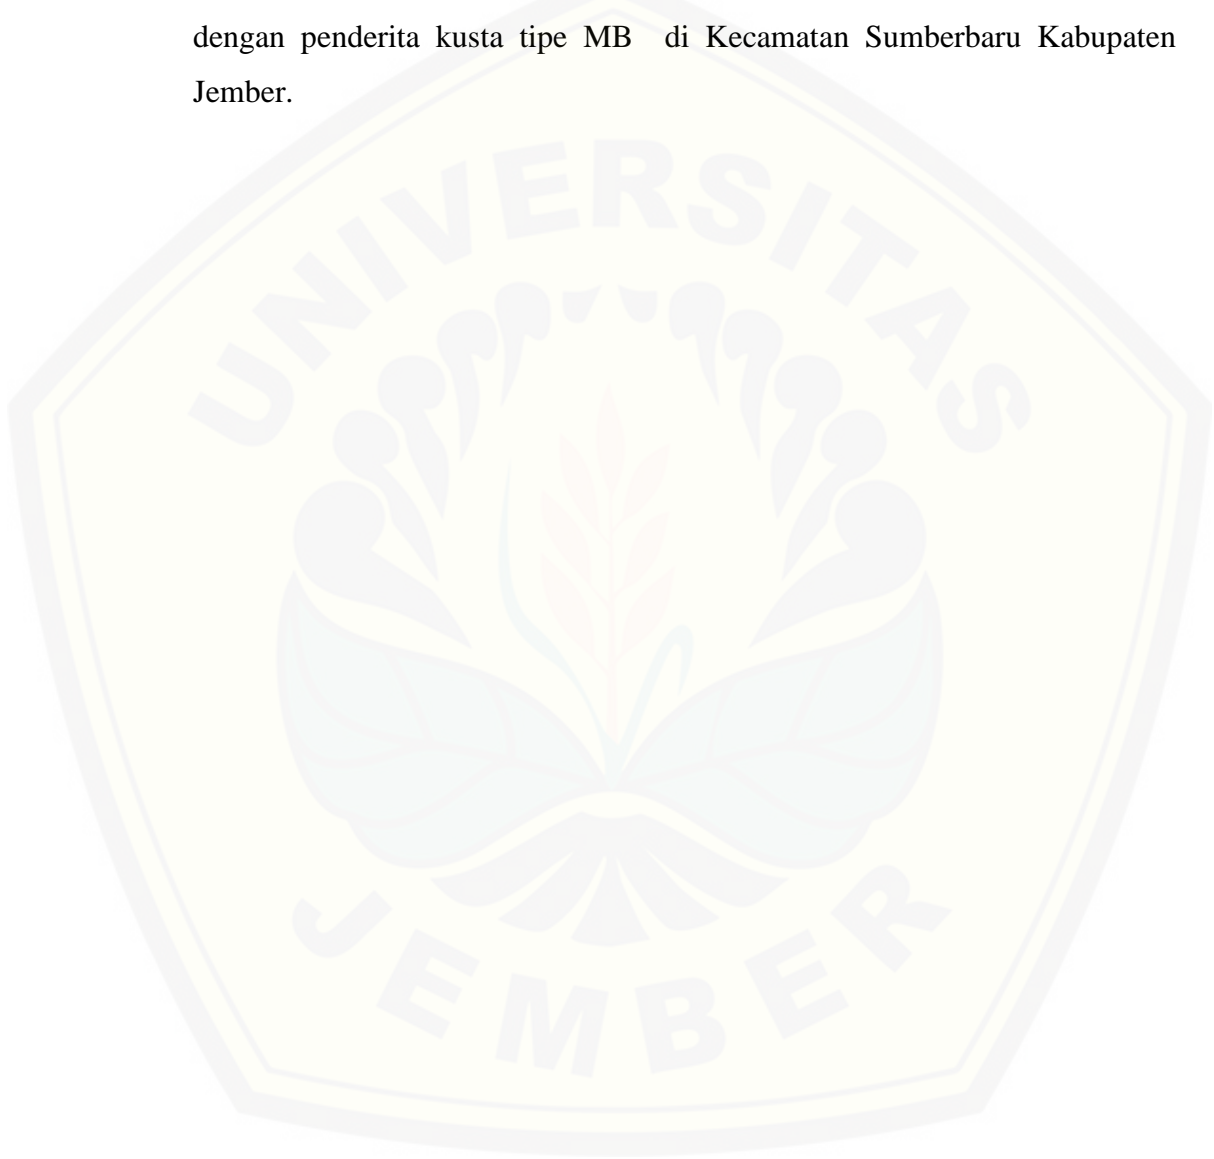 dengan penderita kusta tipe MB di Kecamatan Sumberbaru Kabupaten
Jember.
UNIVERSITAS
JEMBER